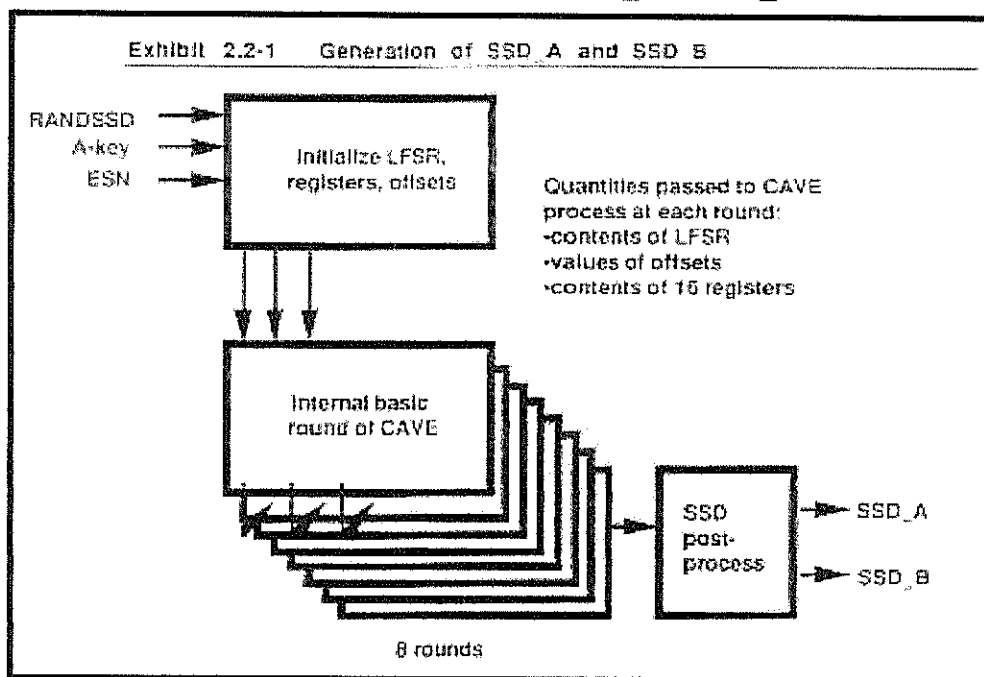 Exhibit 2.2-1 Generation of SSD_A and SSD_B
RANDSSD
A-key
ESN
Initialize LFSR,
registers, offsets
Quantities passed to CAVE
process at each round:
•contents of LFSR
•values of offsets
•contents of 16 registers
Internal basic
round of CAVE
SSD
post-
process
SSD_A
SSD_B
8 rounds